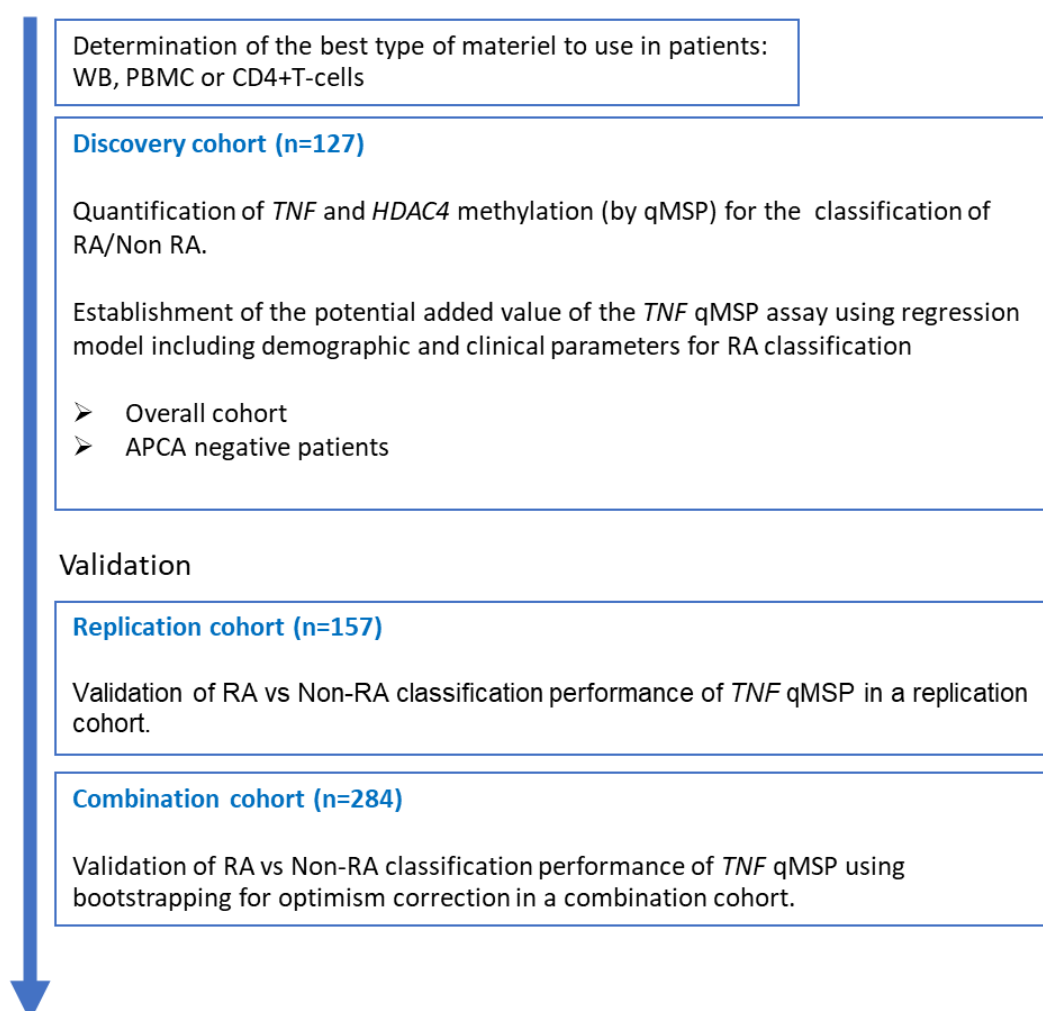 Determination of the best type of materiel to use in patients:
WB, PBMC or CD4+T-cells
Discovery cohort (n=127)
Quantification of TNF and HDAC4 methylation (by qMSP) for the classification of
RA/Non RA.
Establishment of the potential added value of the TNF qMSP assay using regression
model including demographic and clinical parameters for RA classification
➢ Overall cohort
➢ APCA negative patients
Validation
Replication cohort (n=157)
Validation of RA vs Non-RA classification performance of TNF qMSP in a replication
cohort.
Combination cohort (n=284)
Validation of RA vs Non-RA classification performance of TNF qMSP using
bootstrapping for optimism correction in a combination cohort.